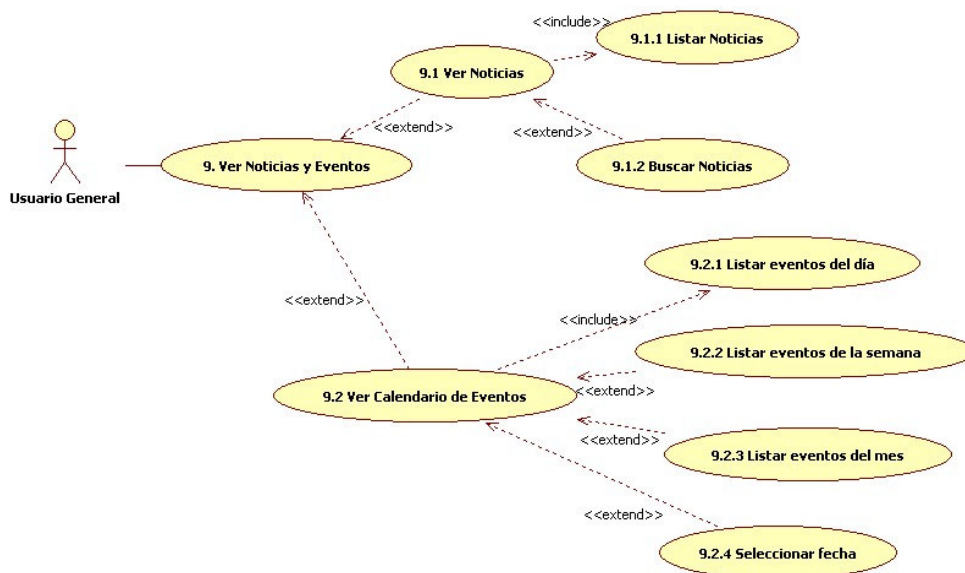 <<include>>
9.1.1 Listar Noticias
9.1 Ver Noticias
<<extend>>
<<extend>>
9. Ver Noticias y Eventos
9.1.2 Buscar Noticias
Usuario General
9.2.1 Listar eventos del día
<<extend>>
<<include>>
9.2.2 Listar eventos de la semana
<<extend>>
9.2 Ver Calendario de Eventos
<<extend>>
9.2.3 Listar eventos del mes
<<extend>>
9.2.4 Seleccionar fecha